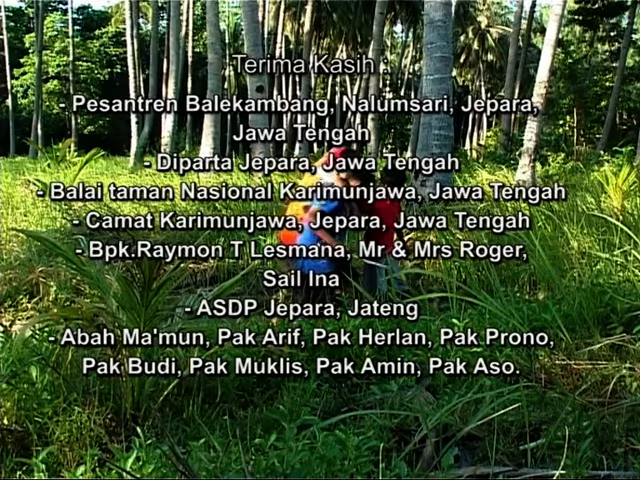 Terima Kasih :
- Pesantren Balekambang, Nalumsari, Jepara,
Jawa Tengah
- Diparta Jepara, Jawa Tengah
- Balai taman Nasional Karimunjawa, Jawa Tengah
- Camat Karimunjawa, Jepara, Jawa Tengah
- Bpk.Raymon T Lesmana, Mr & Mrs Roger,
Sail Ina
- ASDP Jepara, Jateng
- Abah Ma'mun, Pak Arif, Pak Herlan, Pak Prono,
Pak Budi, Pak Muklis, Pak Amin, Pak Aso.